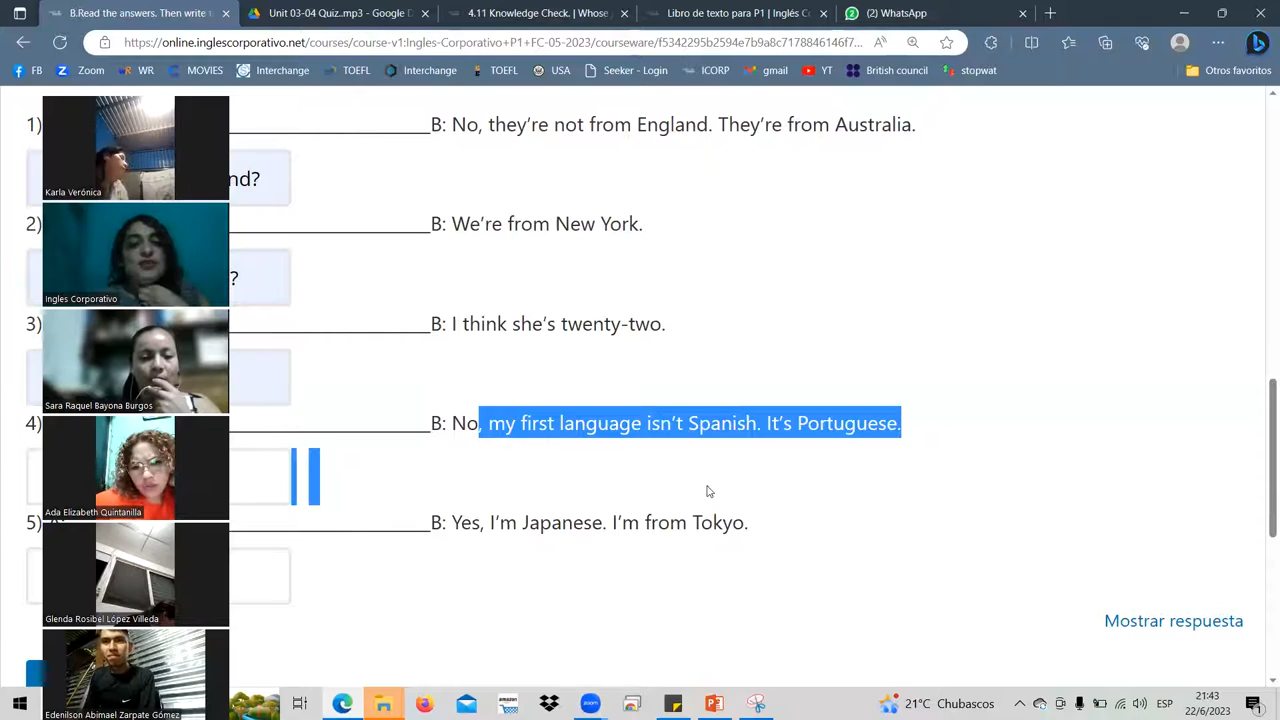 B.Read the answers. Then write t
Unit 03-04 Quiz.mp3 - Google D
4.11 Knowledge Check. | Whose
Libro de texto para P1 | Inglés C
(2) WhatsApp
https://online.inglescorporativo.net/courses/course-v1:Ingles-Corporativo+P1+FC-05-2023/courseware/f5342295b2594e7b9a8c7178846146f7...
FB
Zoom
WR
MOVIES
Interchange
TOEFL
Interchange
TOEFL
USA
Seeker - Login
ICORP
gmail
YT
British council
stopwat
Otros favoritos
1) ____B: No, they're not from England. They're from Australia.
Karla Verónica
nd?
2) ____B: We're from New York.
?
Ingles Corporativo
3) ____B: I think she's twenty-two.
Sara Raquel Bayona Burgos
4) ____B: No, my first language isn't Spanish. It's Portuguese.
Ada Elizabeth Quintanilla
5) ____B: Yes, I'm Japanese. I'm from Tokyo.
Glenda Rosibel López Villeda
Mostrar respuesta
Edenilson Abimael Zarpate Gómez
21°C Chubascos
ESP
22/6/2023